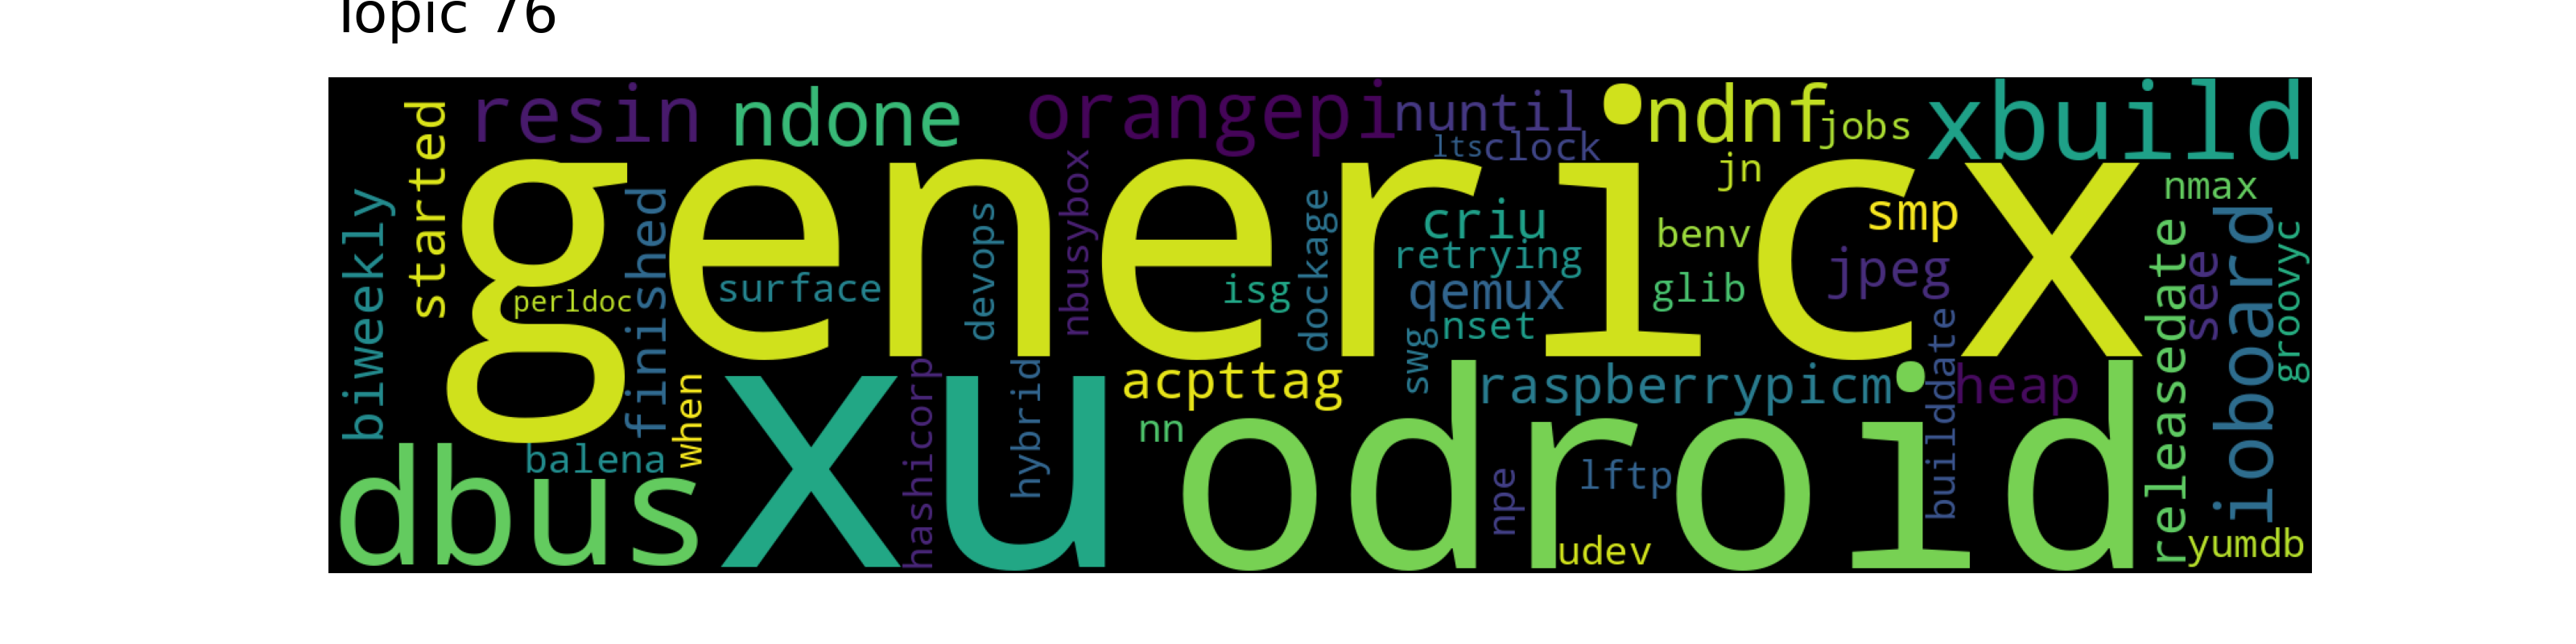 Topic 76
resin
ndone
orangepi
nuntil
ndnf
jobs
xbuild
started
ltsclock
jn
nmax
genericx
biweekly
finished
perldoc
surface
devops
nbusybox
isg
dockage
criu
retrying
qemux
nset
swg
benv
glib
smp
jpeg
releasedate
see
ioboard
groovyc
when
balena
dbus
xu
hashicorp
hybrid
acpttag
nn
odroid
raspberrypicm
builddate
heap
npe
lftp
udev
yumdb